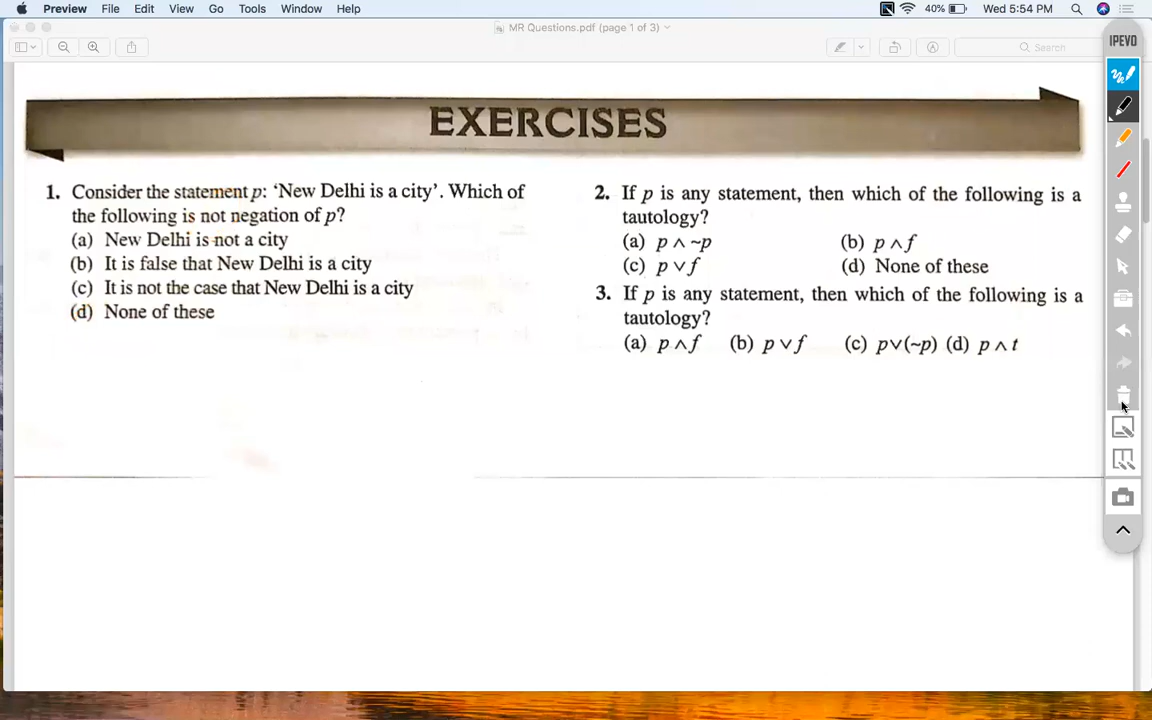 Preview File Edit View Go Tools Window Help 40% Wed 5:54 PM
MR Questions.pdf (page 1 of 3)
Search
IPEVO
EXERCISES
1. Consider the statement p: ‘New Delhi is a city’. Which of
the following is not negation of p?
(a) New Delhi is not a city
(b) It is false that New Delhi is a city
(c) It is not the case that New Delhi is a city
(d) None of these
2. If p is any statement, then which of the following is a
tautology?
(a) p ∧ ~p (b) p ∧ f
(c) p ∨ f (d) None of these
3. If p is any statement, then which of the following is a
tautology?
(a) p ∧ f (b) p ∨ f (c) p∨(~p) (d) p ∧ t